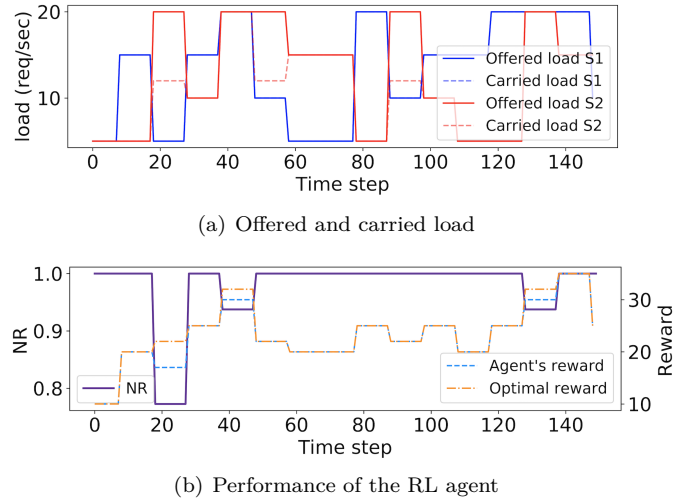 20
10
load (req/sec)
Offered load S1
Carried load S1
Offered load S2
Carried load S2
0 20 40 60 80 100 120 140
Time step
(a) Offered and carried load
1.0
0.9
0.8
NR
30
20
10
Reward
NR
Agent's reward
Optimal reward
0 20 40 60 80 100 120 140
Time step
(b) Performance of the RL agent